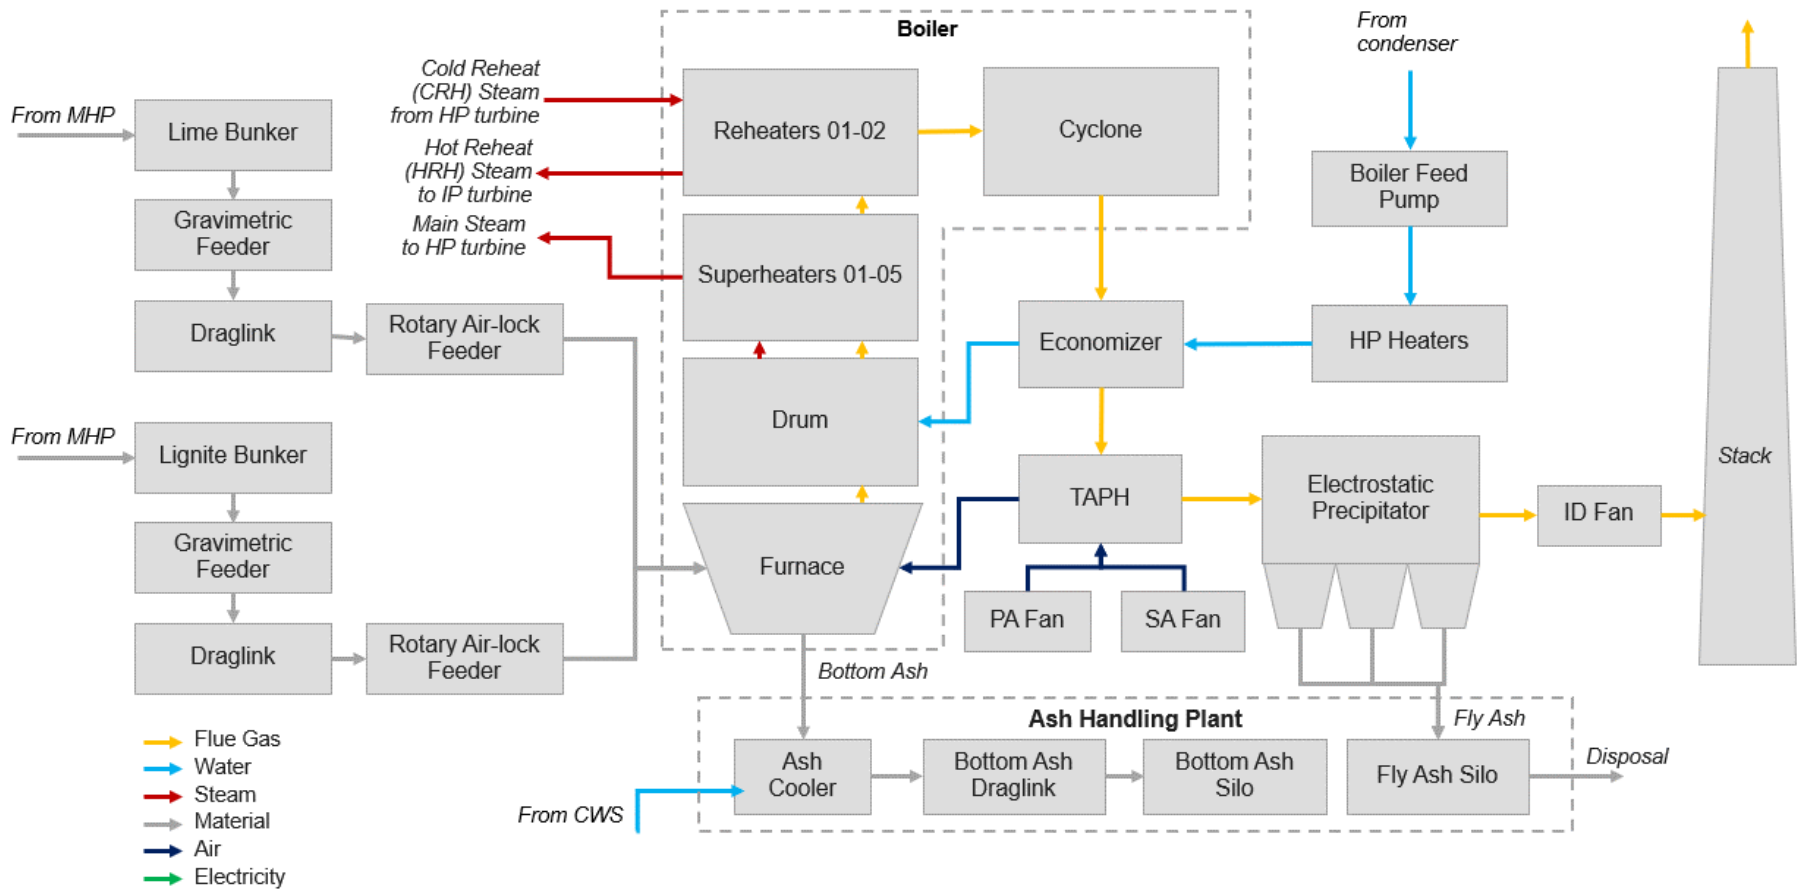 Boiler
From
condenser
Cold Reheat
(CRH) Steam
from HP turbine
From MHP
Lime Bunker
Reheaters 01-02
Cyclone
Hot Reheat
(HRH) Steam
to IP turbine
Boiler Feed
Pump
Gravimetric
Feeder
Main Steam
to HP turbine
Superheaters 01-05
Draglink
Rotary Air-lock
Feeder
Economizer
HP Heaters
Drum
From MHP
Lignite Bunker
Stack
TAPH
Electrostatic
Precipitator
ID Fan
Gravimetric
Feeder
Furnace
PA Fan
SA Fan
Draglink
Rotary Air-lock
Feeder
Bottom Ash
Ash Handling Plant
Fly Ash
Ash
Cooler
Bottom Ash
Draglink
Bottom Ash
Silo
Fly Ash Silo
Disposal
From CWS
Flue Gas
Water
Steam
Material
Air
Electricity